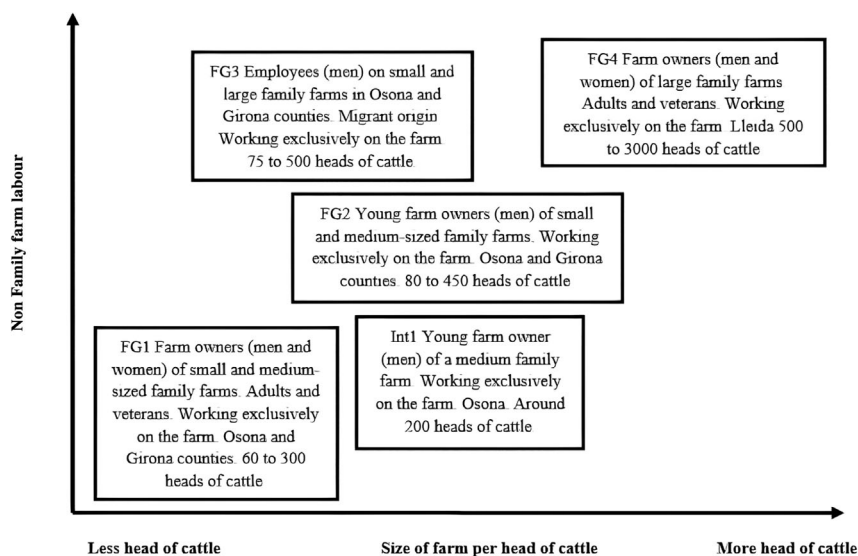 Non Family farm labour
FG3 Employees (men) on small and
large family farms in Osona and
Girona counties. Migrant origin
Working exclusively on the farm
75 to 500 heads of cattle
FG4 Farm owners (men and
women) of large family farms
Adults and veterans. Working
exclusively on the farm Lleida 500
to 3000 heads of cattle
FG2 Young farm owners (men) of small
and medium-sized family farms. Working
exclusively on the farm. Osona and Girona
counties. 80 to 450 heads of cattle
FG1 Farm owners (men and
women) of small and medium-
sized family farms. Adults and
veterans. Working exclusively
on the farm. Osona and
Girona counties. 60 to 300
heads of cattle
Int1 Young farm owner
(men) of a medium family
farm. Working exclusively
on the farm. Osona. Around
200 heads of cattle
Less head of cattle
Size of farm per head of cattle
More head of cattle